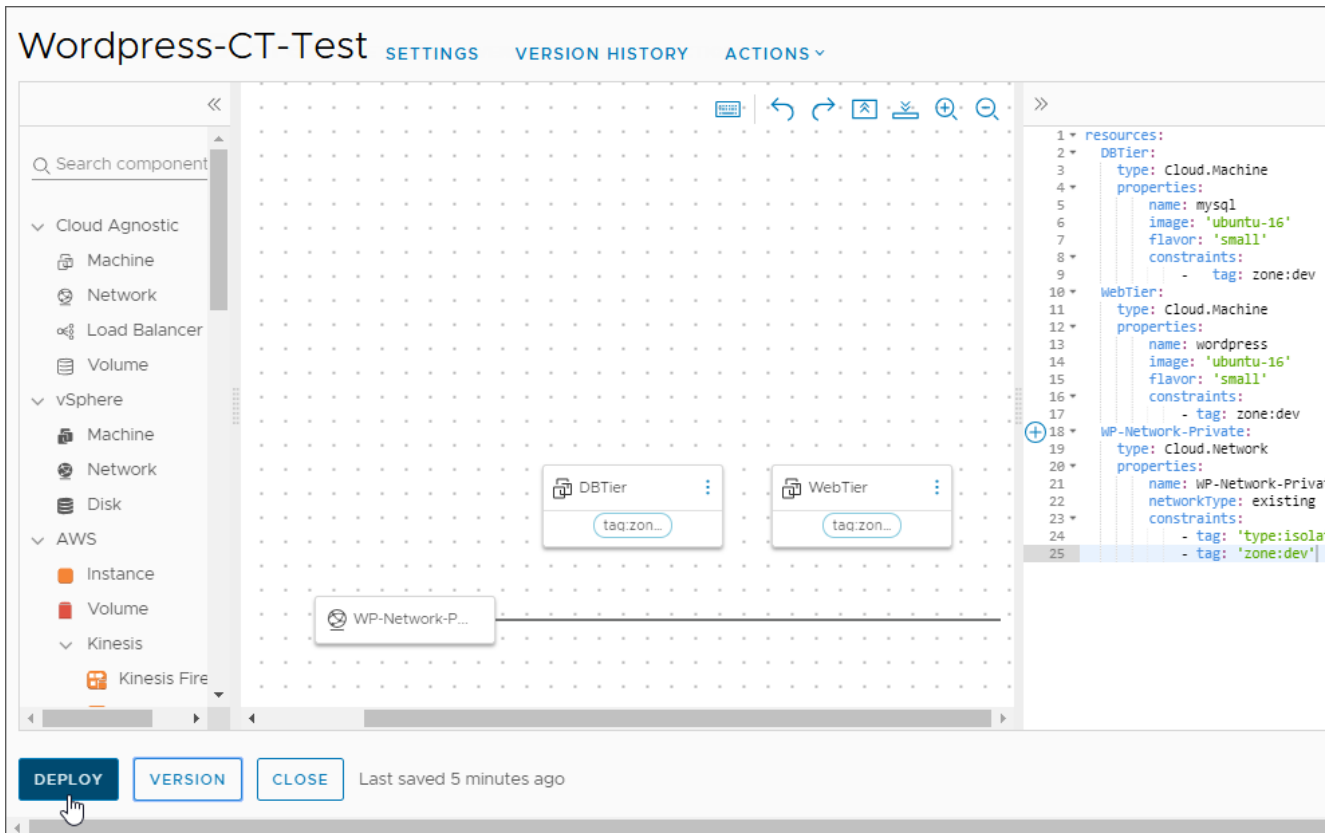 Wordpress-CT-Test SETTINGS VERSION HISTORY ACTIONS
Search component
Cloud Agnostic
Machine
Network
Load Balancer
Volume
vSphere
Machine
Network
Disk
AWS
Instance
Volume
Kinesis
Kinesis Fire
DBTier
tag:zon...
WebTier
tag:zon...
WP-Network-P...
1 resources:
2 DBTier:
3 type: Cloud.Machine
4 properties:
5 name: mysql
6 image: 'ubuntu-16'
7 flavor: 'small'
8 constraints:
9 - tag: zone:dev
10 WebTier:
11 type: Cloud.Machine
12 properties:
13 name: wordpress
14 image: 'ubuntu-16'
15 flavor: 'small'
16 constraints:
17 - tag: zone:dev
18 WP-Network-Private:
19 type: Cloud.Network
20 properties:
21 name: WP-Network-Privat
22 networkType: existing
23 constraints:
24 - tag: 'type:isolat
25 - tag: 'zone:dev'
DEPLOY VERSION CLOSE Last saved 5 minutes ago